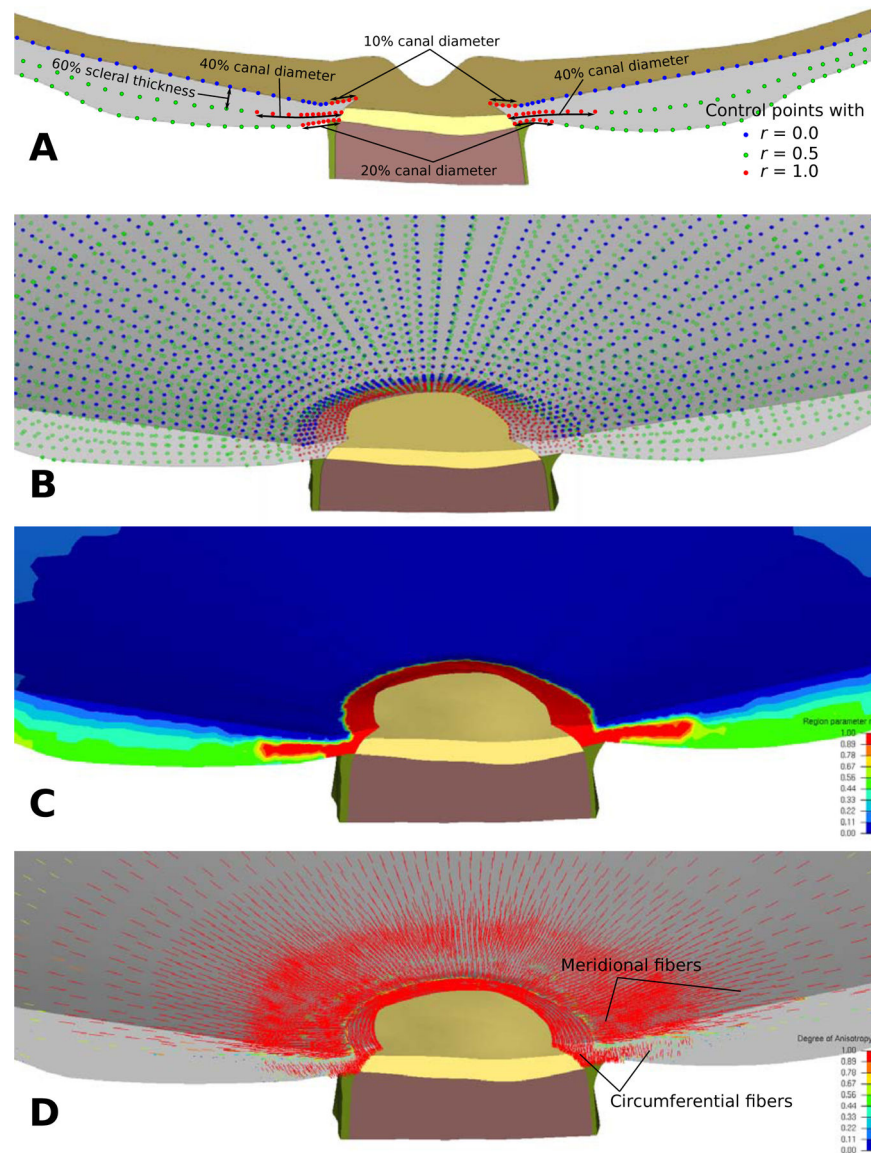 10% canal diameter
60% scleral thickness
40% canal diameter
40% canal diameter
Control points with
r = 0.0
r = 0.5
r = 1.0
20% canal diameter
A
B
Region parameter r
1.00
0.89
0.78
0.67
0.56
0.44
0.33
0.22
0.11
0.00
C
Meridional fibers
Degree of Anisotropy
1.00
0.89
0.78
0.67
0.56
0.44
0.33
0.22
0.11
0.00
Circumferential fibers
D